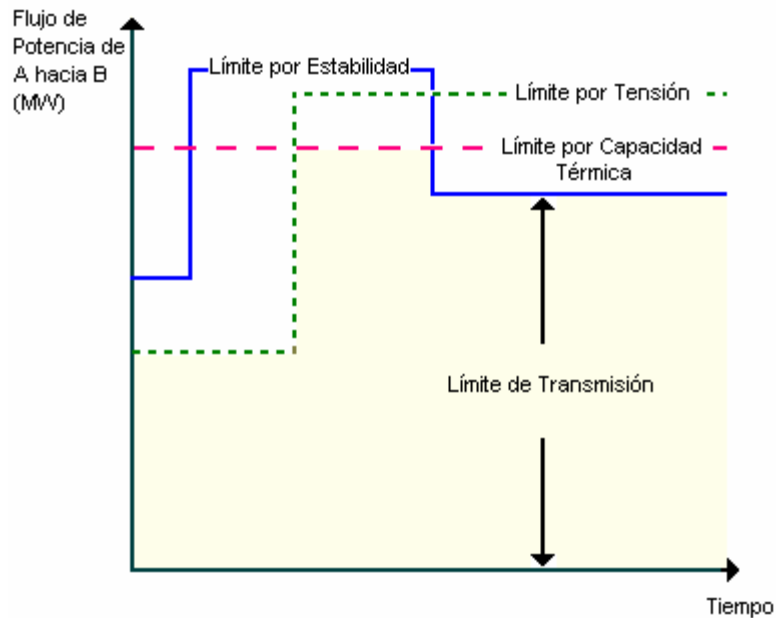 Flujo de
Potencia de
A hacia B
(MW)
Límite por Estabilidad
Límite por Tensión
Límite por Capacidad
Térmica
Límite de Transmisión
Tiempo